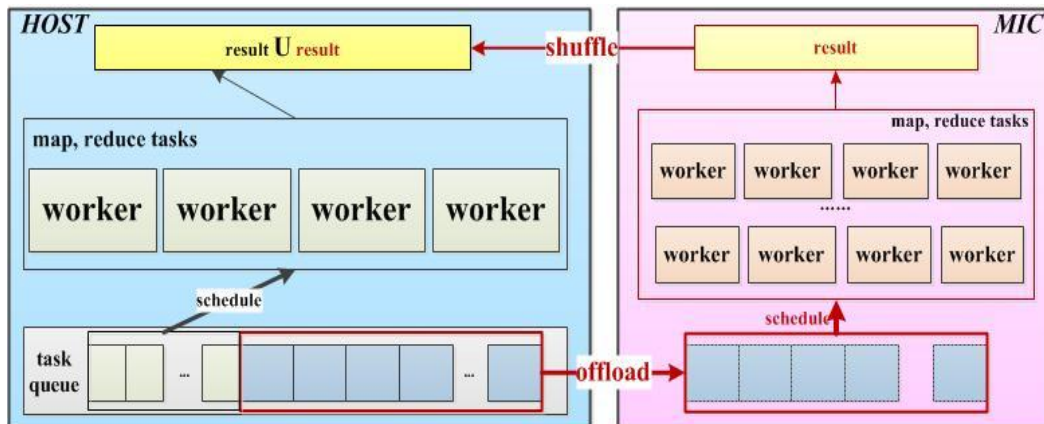 HOST
result U result
map, reduce tasks
worker worker worker worker
schedule
task
queue
...
...
shuffle
offload
MIC
result
map, reduce tasks
worker worker worker worker
......
worker worker worker worker
schedule